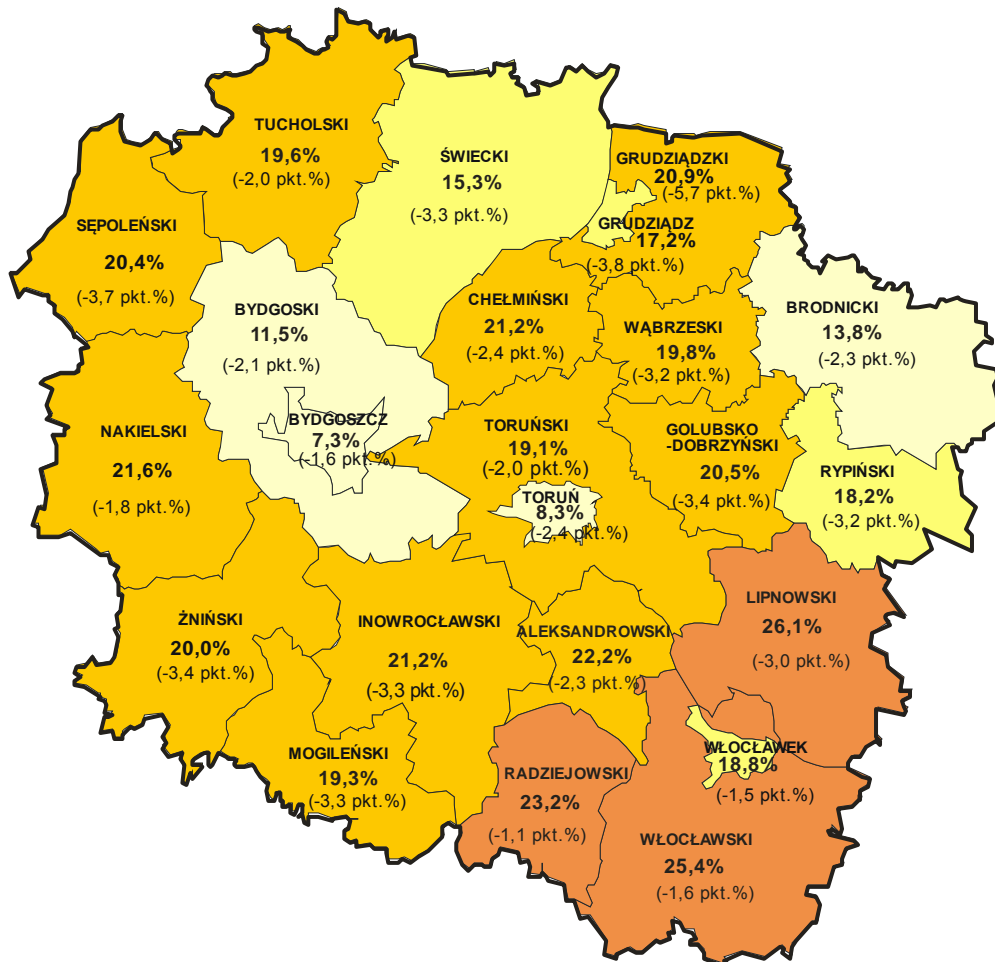 TUCHOLSKI
19,6%
(-2,0 pkt.%)
ŚWIECKI
15,3%
(-3,3 pkt.%)
GRUDZIĄDZKI
20,9%
(-5,7 pkt.%)
GRUDZIĄDZ
17,2%
(-3,8 pkt.%)
SĘPOLEŃSKI
20,4%
(-3,7 pkt.%)
BYDGOSKI
11,5%
(-2,1 pkt.%)
CHEŁMIŃSKI
21,2%
(-2,4 pkt.%)
WĄBRZESKI
19,8%
(-3,2 pkt.%)
BRODNICKI
13,8%
(-2,3 pkt.%)
NAKIELSKI
21,6%
(-1,8 pkt.%)
BYDGOSZCZ
7,3%
(-1,6 pkt.%)
TORUŃSKI
19,1%
(-2,0 pkt.%)
GOLUBSKO
-DOBRZYŃSKI
20,5%
(-3,4 pkt.%)
RYPIŃSKI
18,2%
(-3,2 pkt.%)
TORUŃ
8,3%
(-2,4 pkt.%)
ŻNIŃSKI
20,0%
(-3,4 pkt.%)
INOWROCŁAWSKI
21,2%
(-3,3 pkt.%)
ALEKSANDROWSKI
22,2%
(-2,3 pkt.%)
LIPNOWSKI
26,1%
(-3,0 pkt.%)
MOGILEŃSKI
19,3%
(-3,3 pkt.%)
RADZIEJOWSKI
23,2%
(-1,1 pkt.%)
WŁOCŁAWEK
18,8%
(-1,5 pkt.%)
WŁOCŁAWSKI
25,4%
(-1,6 pkt.%)